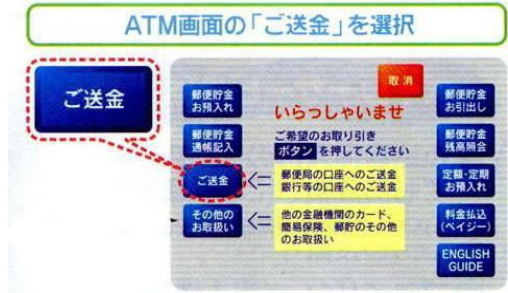 ATM画面の「ご送金」を選択
ご送金
取消
郵便貯金
お預入れ
いらっしゃいませ
郵便貯金
お引出し
郵便貯金
通帳記入
ご希望のお取り引き
ボタン を押してください
郵便貯金
残高照会
ご送金
郵便局の口座へのご送金
銀行等の口座へのご送金
定額・定期
お預入れ
その他の
お取扱い
他の金融機関のカード、
簡易保険、郵貯のその他
のお取扱い
料金払込
(ペイジー)
ENGLISH
GUIDE